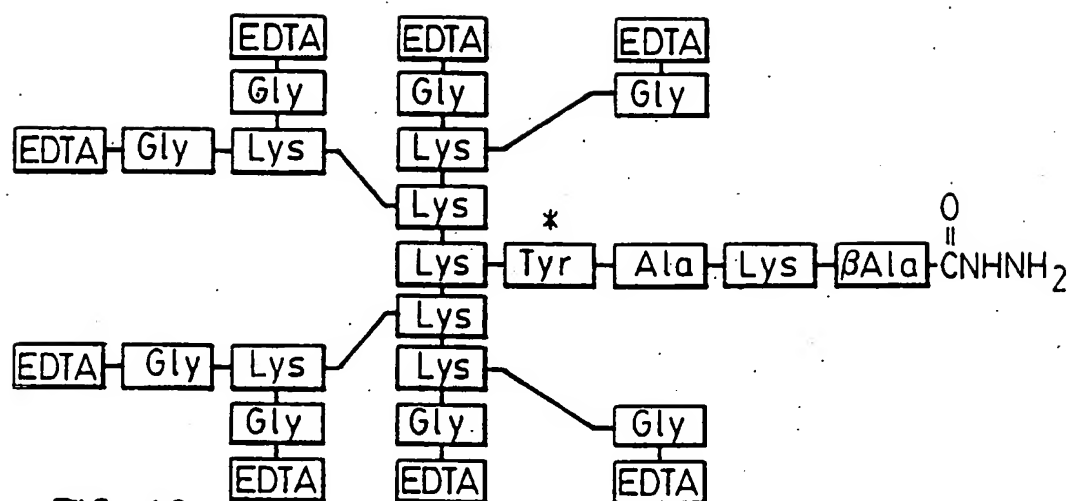 EDTA EDTA EDTA
Gly Gly Gly
EDTA Gly Lys Lys
Lys
*
O
Lys Tyr Ala Lys βAla CNHNH2
Lys
EDTA Gly Lys Lys
Gly Gly Gly
EDTA EDTA EDTA